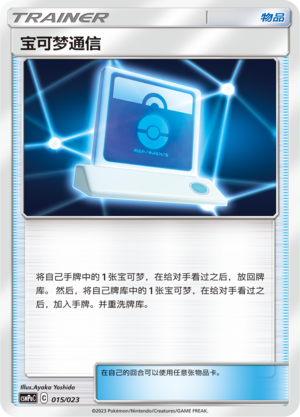 TRAINER
物品
宝可梦通信
将自己手牌中的1张宝可梦，在给对手看过之后，放回牌
库。然后，将自己牌库中的1张宝可梦，在给对手看过之
后，加入手牌。并重洗牌库。
在自己的回合可以使用任意张物品卡。
Illus.Ayaka Yoshida
C
015/023
©2023 Pokémon/Nintendo/Creatures/GAME FREAK.